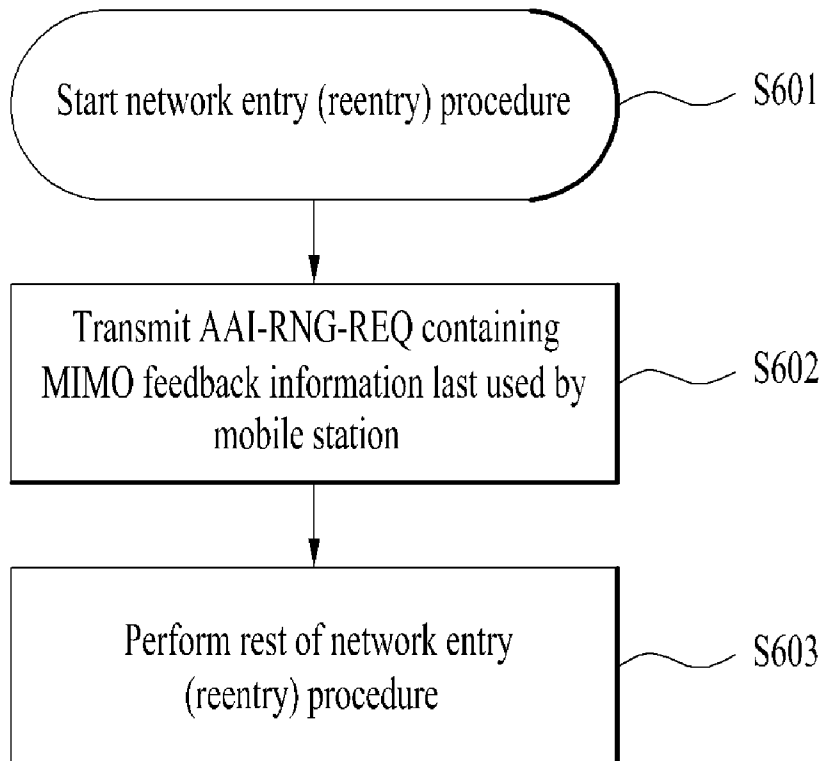 Start network entry (reentry) procedure
S601
Transmit AAI-RNG-REQ containing
MIMO feedback information last used by
mobile station
S602
Perform rest of network entry
(reentry) procedure
S603